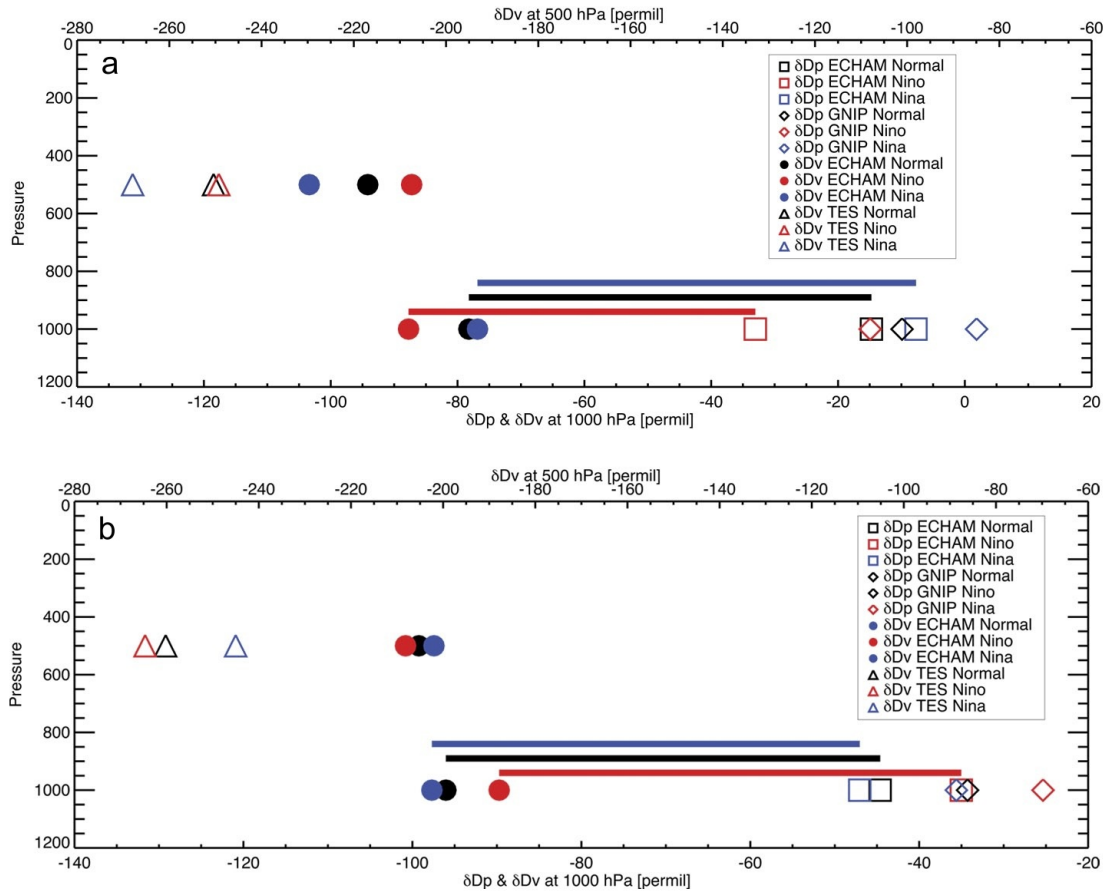 δDv at 500 hPa [permil]
-280 -260 -240 -220 -200 -180 -160 -140 -120 -100 -80 -60
a
0
200
400
600
800
1000
1200
Pressure
δDp ECHAM Normal
δDp ECHAM Nino
δDp ECHAM Nina
δDp GNIP Normal
δDp GNIP Nino
δDp GNIP Nina
δDv ECHAM Normal
δDv ECHAM Nino
δDv ECHAM Nina
δDv TES Normal
δDv TES Nino
δDv TES Nina
-140 -120 -100 -80 -60 -40 -20 0 20
δDp & δDv at 1000 hPa [permil]
δDv at 500 hPa [permil]
-280 -260 -240 -220 -200 -180 -160 -140 -120 -100 -80 -60
b
0
200
400
600
800
1000
1200
Pressure
δDp ECHAM Normal
δDp ECHAM Nino
δDp ECHAM Nina
δDp GNIP Normal
δDp GNIP Nino
δDp GNIP Nina
δDv ECHAM Normal
δDv ECHAM Nino
δDv ECHAM Nina
δDv TES Normal
δDv TES Nino
δDv TES Nina
-140 -120 -100 -80 -60 -40 -20
δDp & δDv at 1000 hPa [permil]